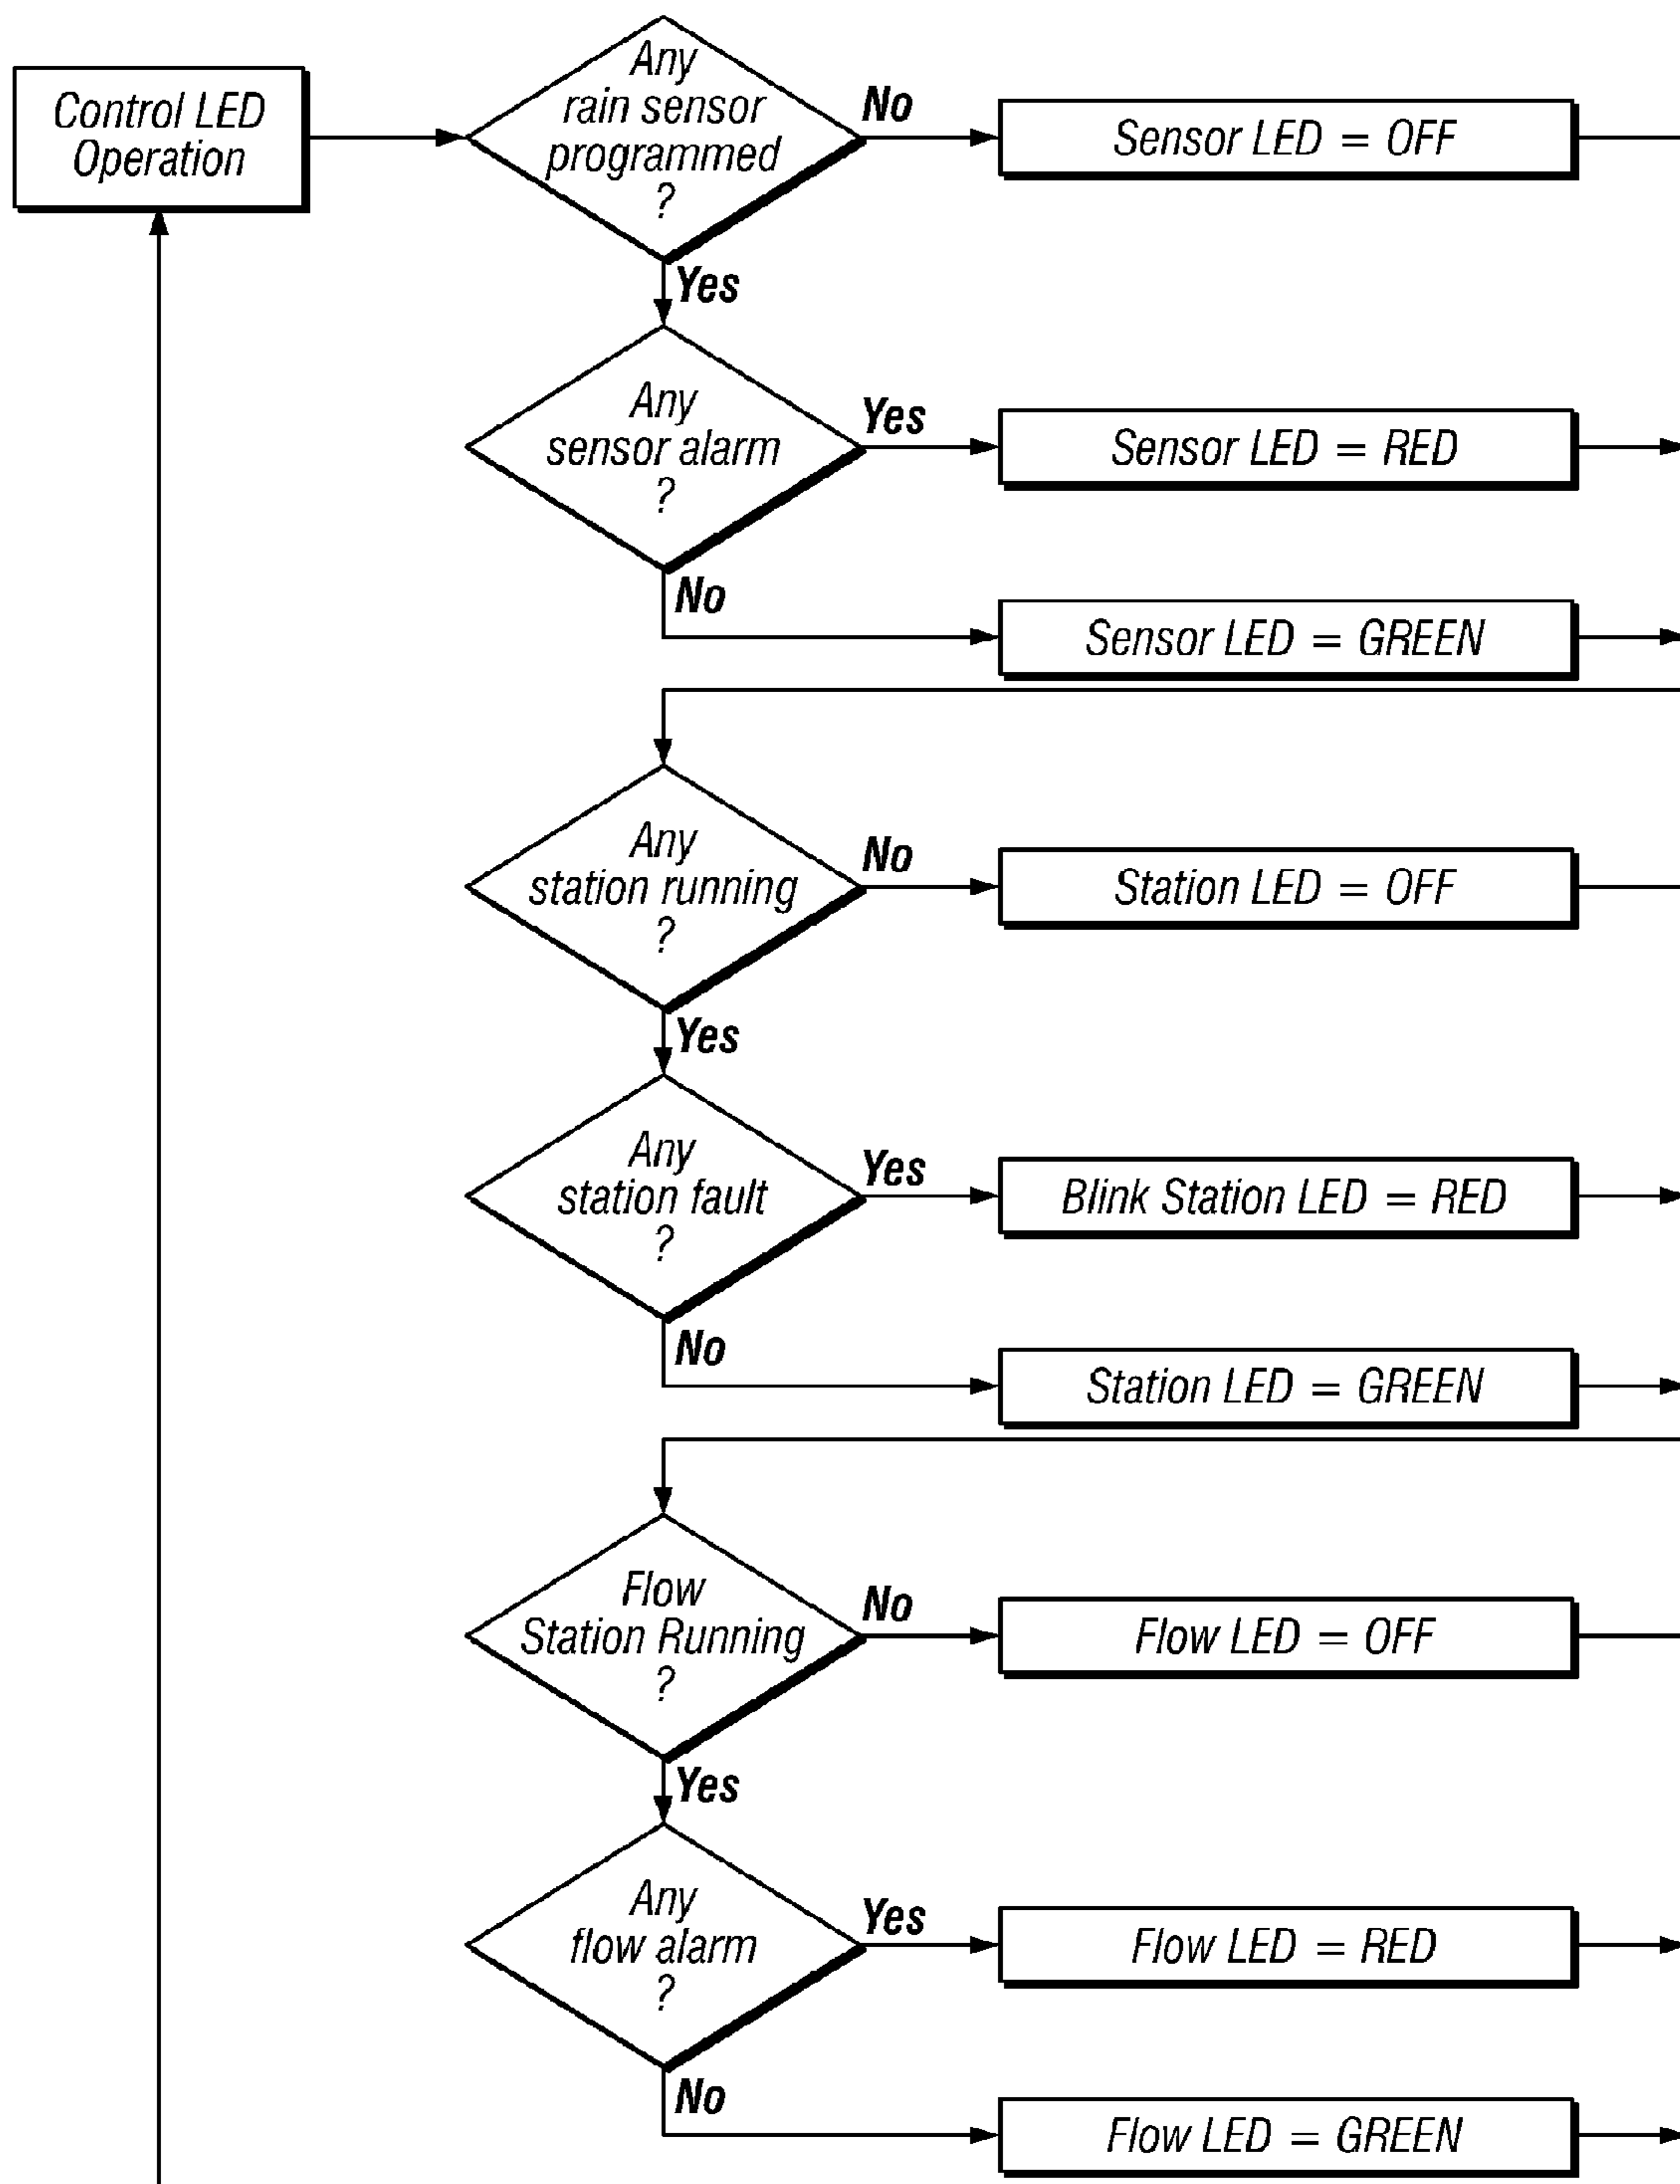 Control LED
Operation
Any
rain sensor
programmed
?
No
Sensor LED = OFF
Yes
Any
sensor alarm
?
Yes
Sensor LED = RED
No
Sensor LED = GREEN
Any
station running
?
No
Station LED = OFF
Yes
Any
station fault
?
Yes
Blink Station LED = RED
No
Station LED = GREEN
Flow
Station Running
?
No
Flow LED = OFF
Yes
Any
flow alarm
?
Yes
Flow LED = RED
No
Flow LED = GREEN